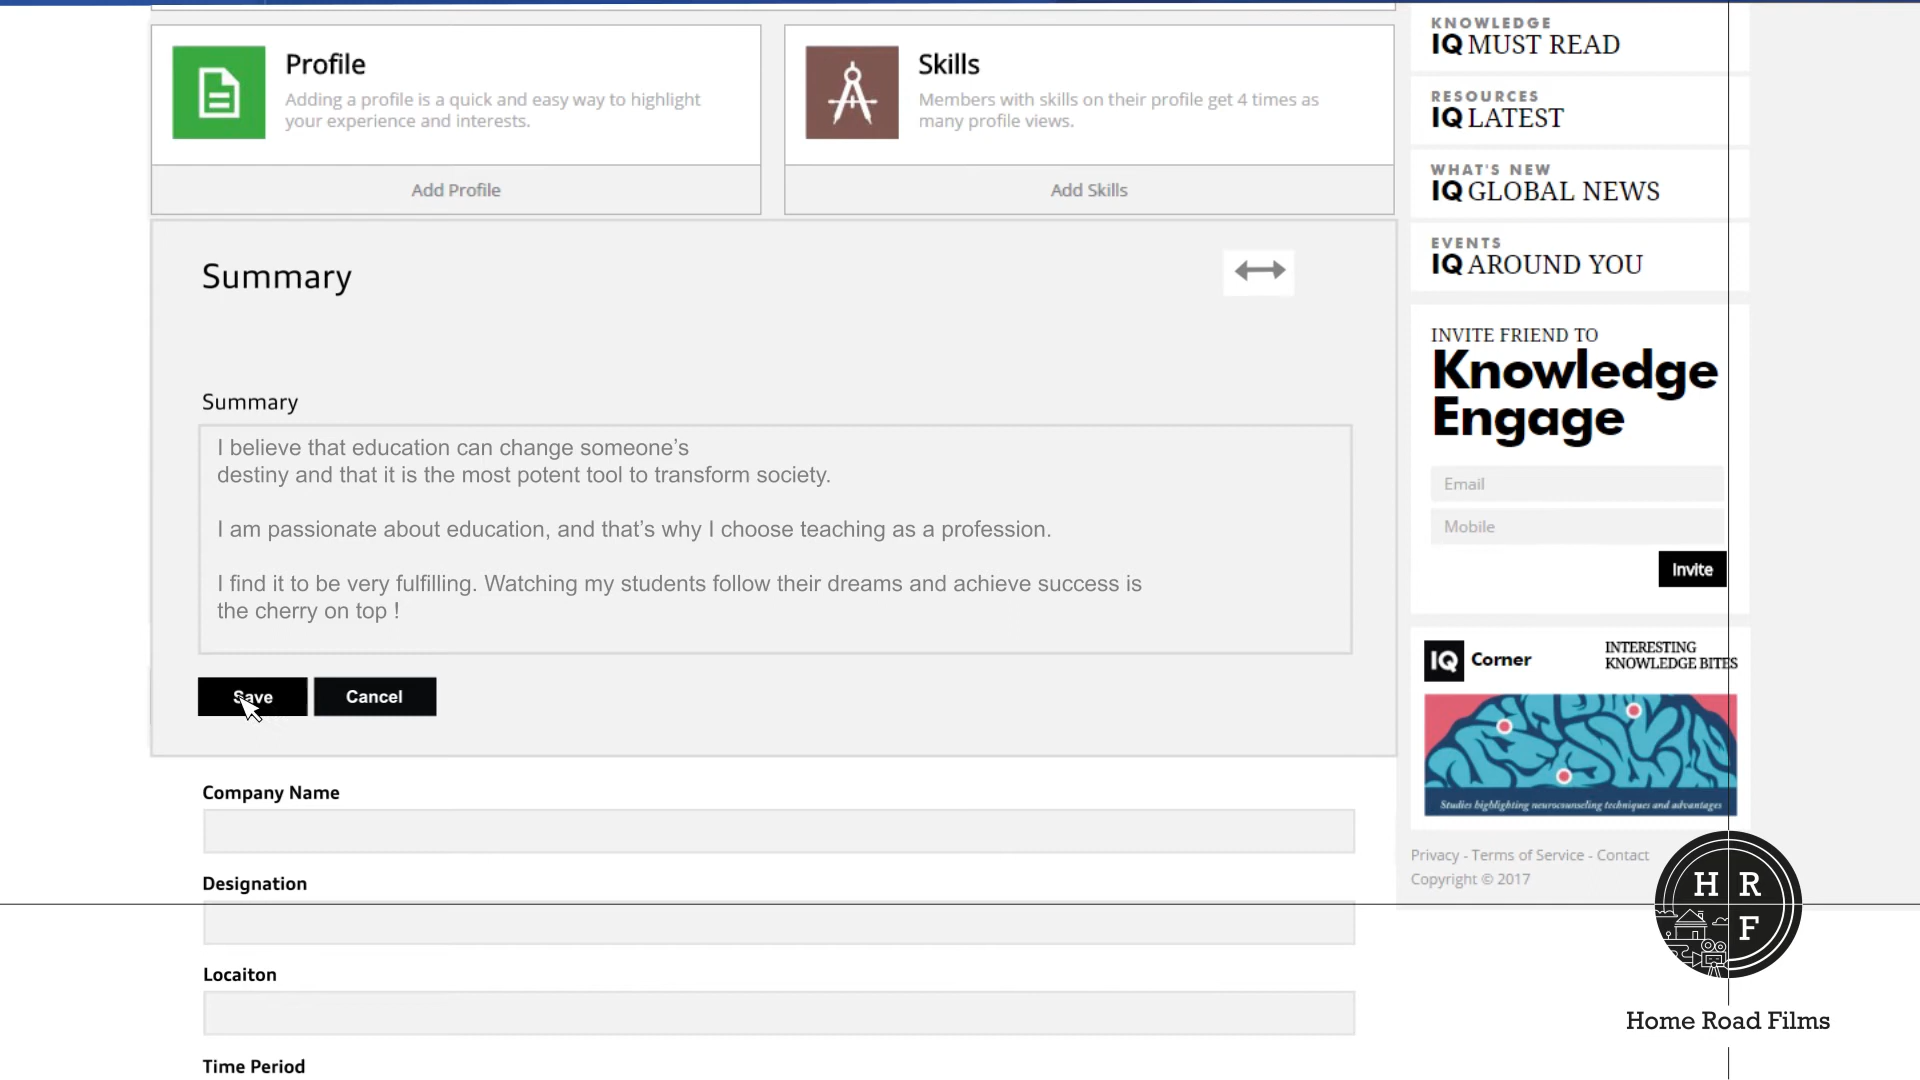 Profile
Adding a profile is a quick and easy way to highlight
your experience and interests.
Add Profile
Skills
Members with skills on their profile get 4 times as
many profile views.
Add Skills
Summary
Summary
I believe that education can change someone’s
destiny and that it is the most potent tool to transform society.
I am passionate about education, and that’s why I choose teaching as a profession.
I find it to be very fulfilling. Watching my students follow their dreams and achieve success is
the cherry on top !
Save
Cancel
Company Name
Designation
Locaiton
Time Period
KNOWLEDGE
IQ MUST READ
RESOURCES
IQ LATEST
WHAT'S NEW
IQ GLOBAL NEWS
EVENTS
IQ AROUND YOU
INVITE FRIEND TO
Knowledge
Engage
Email
Mobile
Invite
IQ Corner
INTERESTING
KNOWLEDGE BITES
Studies highlighting neurocounseling techniques and advantages
Privacy - Terms of Service - Contact
Copyright © 2017
H R
F
Home Road Films